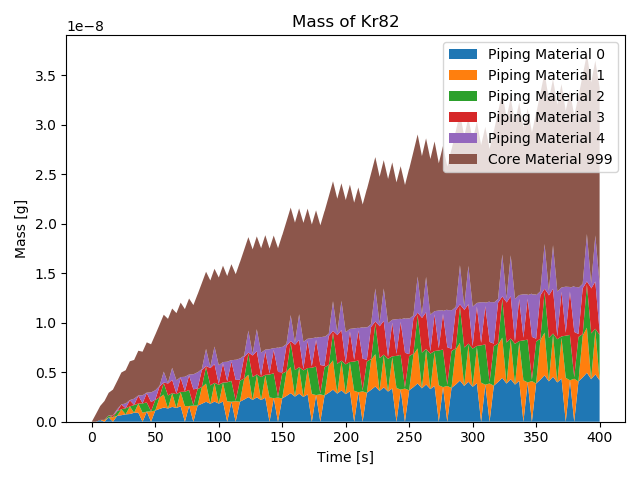 Mass of Kr82
1e−8
Piping Material 0
Piping Material 1
Piping Material 2
Piping Material 3
Piping Material 4
Core Material 999
3.5
3.0
2.5
2.0
1.5
1.0
0.5
0.0
Mass [g]
0 50 100 150 200 250 300 350 400
Time [s]